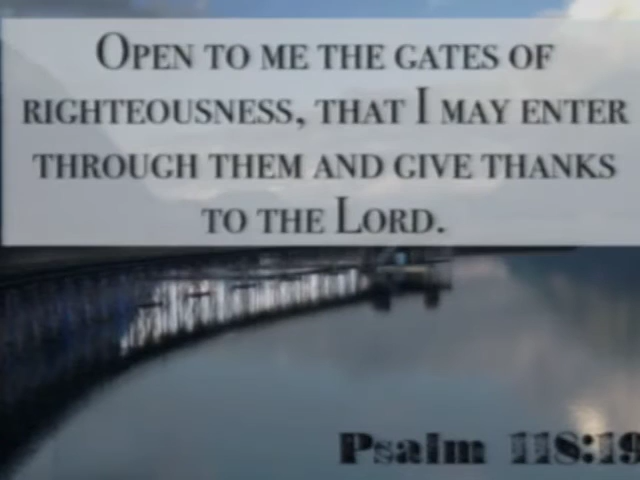 Open to me the gates of
righteousness, that I may enter
through them and give thanks
to the Lord.
Psalm 118:19